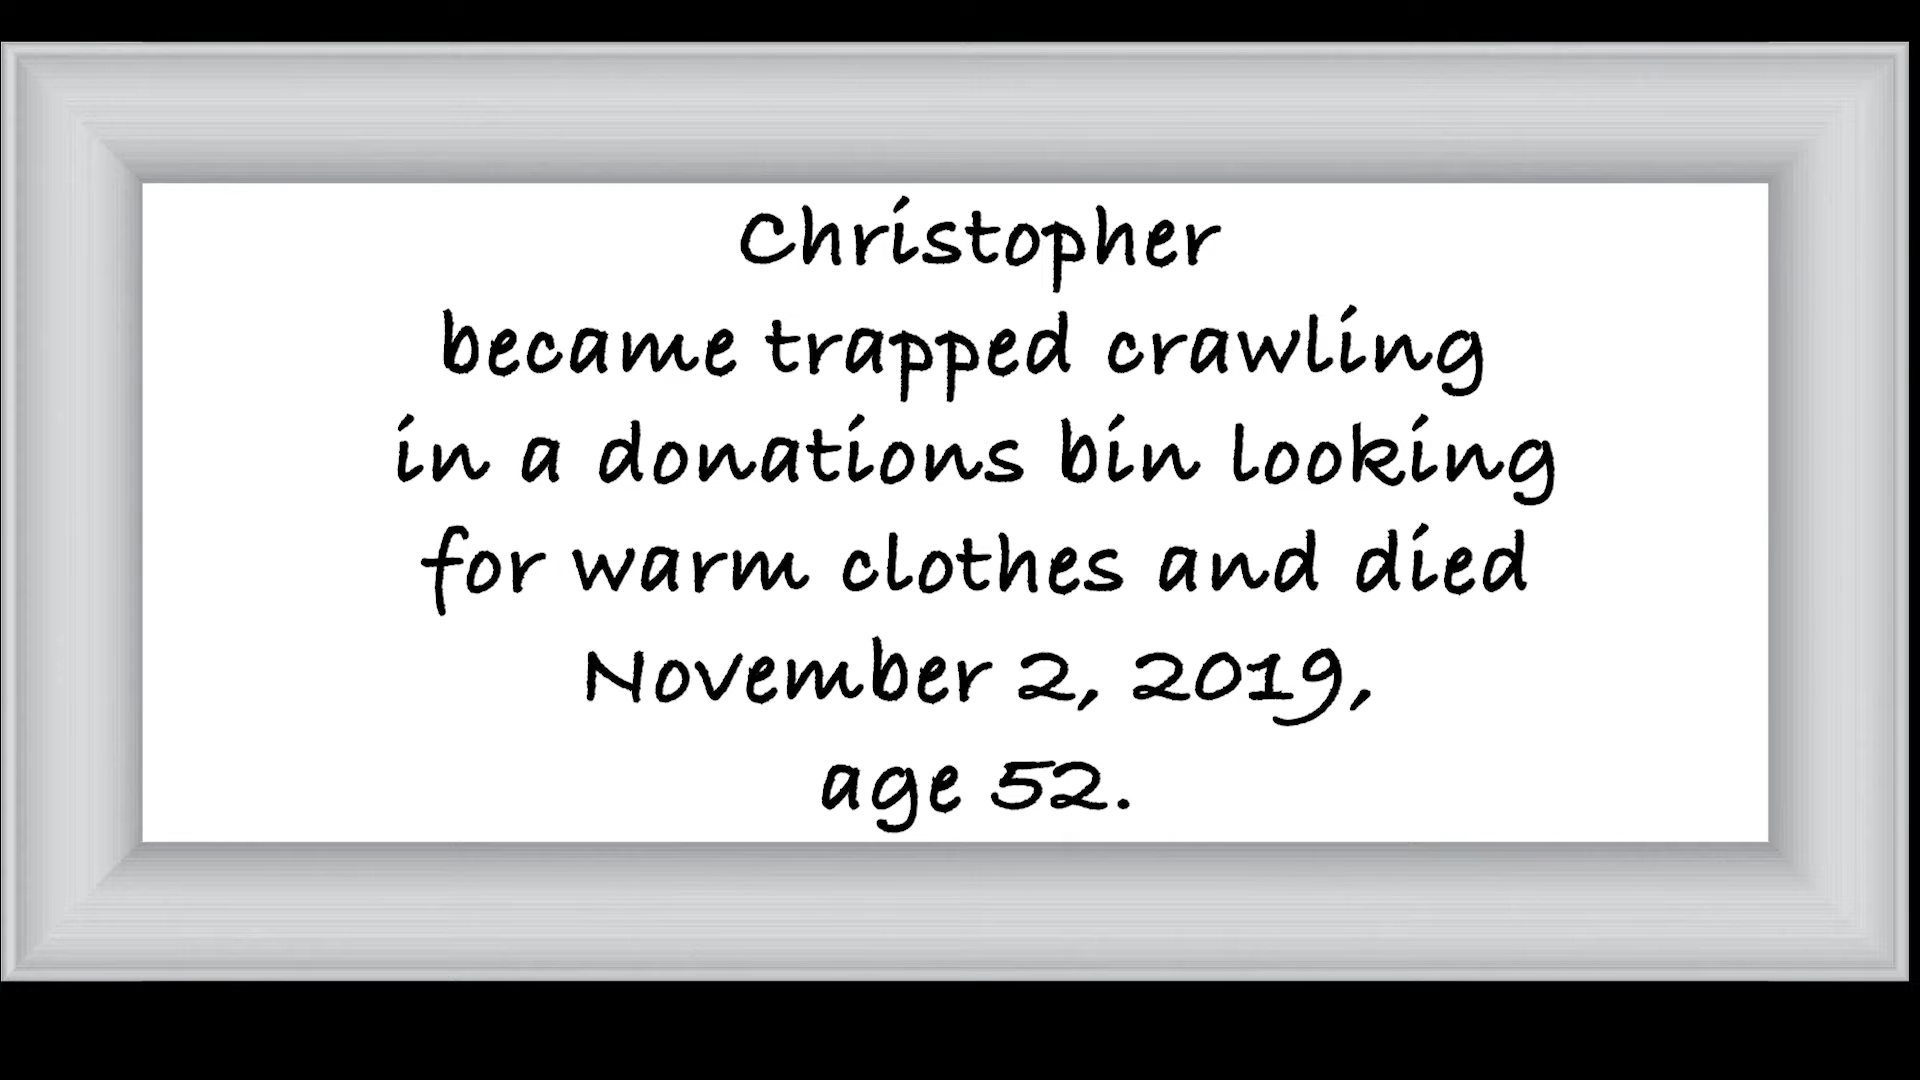 Christopher
became trapped crawling
in a donations bin looking
for warm clothes and died
November 2, 2019,
age 52.